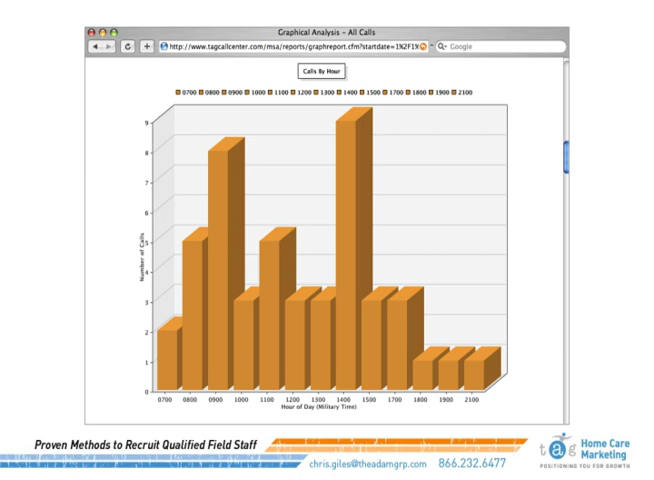 Graphical Analysis – All Calls
http://www.tagcallcenter.com/msa/reports/graphreport.cfm?startdate=1%2F1%
Google
Calls By Hour
0700 0800 0900 1000 1100 1200 1300 1400 1500 1700 1800 1900 2100
Number of Calls
9
8
7
6
5
4
3
2
1
0
0700 0800 0900 1000 1100 1200 1300 1400 1500 1700 1800 1900 2100
Hour of Day (Military Time)
Proven Methods to Recruit Qualified Field Staff
chris.giles@theadamgrp.com 866.232.6477
tag Home Care
Marketing
POSITIONING YOU FOR GROWTH